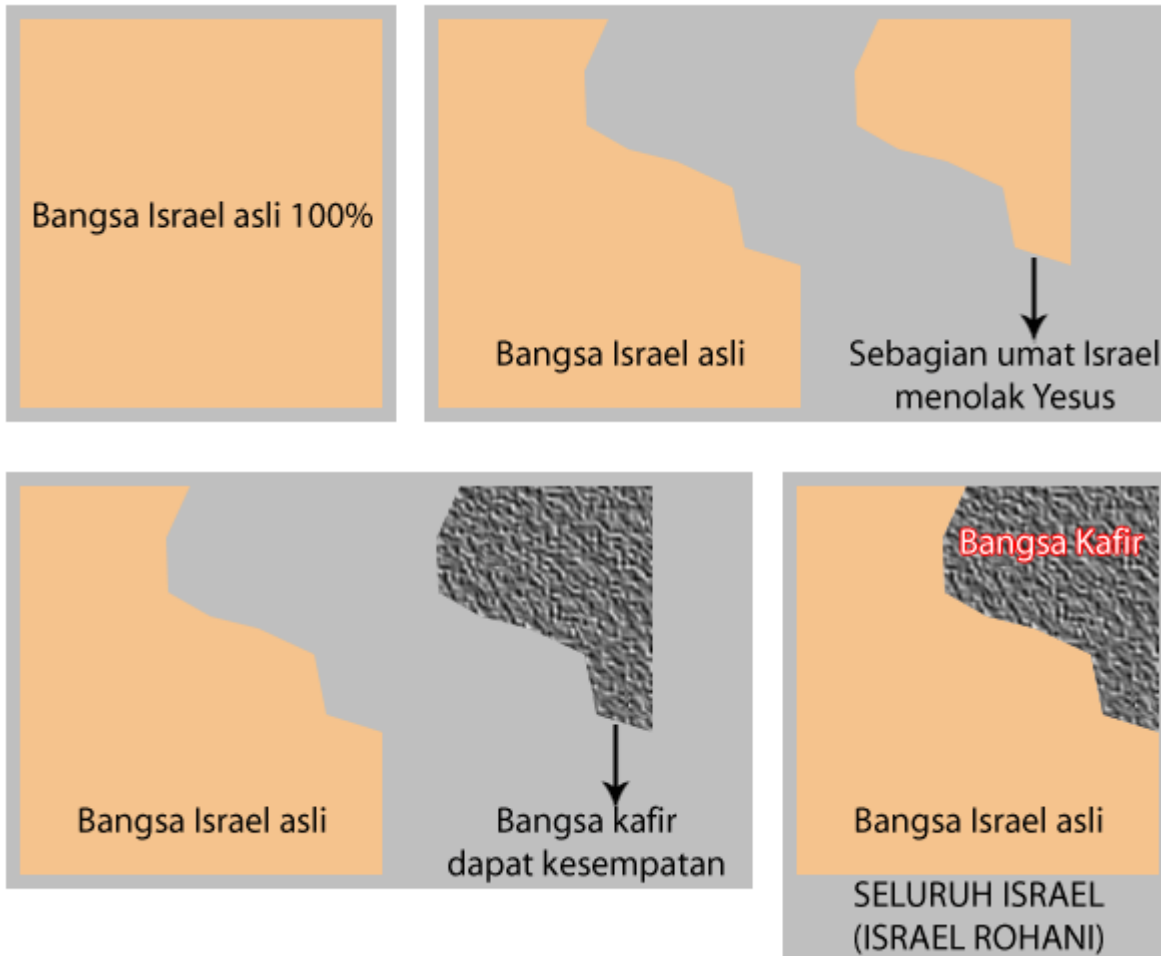 Bangsa Israel asli 100%
Bangsa Israel asli
Sebagian umat Israel
menolak Yesus
Bangsa Israel asli
Bangsa kafir
dapat kesempatan
Bangsa Kafir
Bangsa Israel asli
SELURUH ISRAEL
(ISRAEL ROHANI)